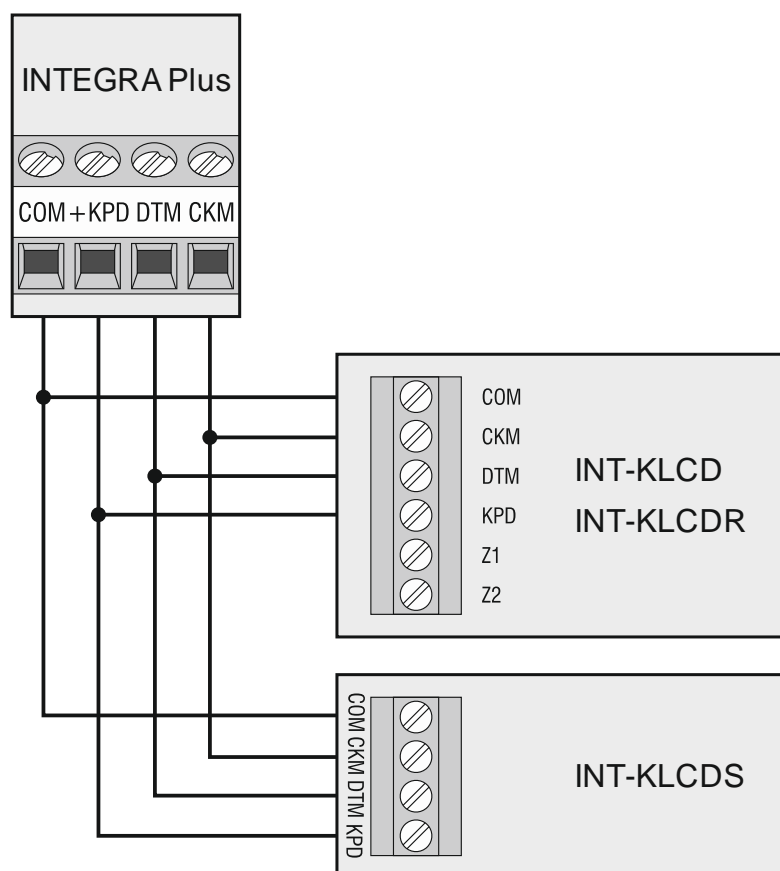 INTEGRA Plus
COM +KPD DTM CKM
COM
CKM
DTM
KPD
Z1
Z2
INT-KLCD
INT-KLCDR
COM CKM DTM KPD
INT-KLCDS